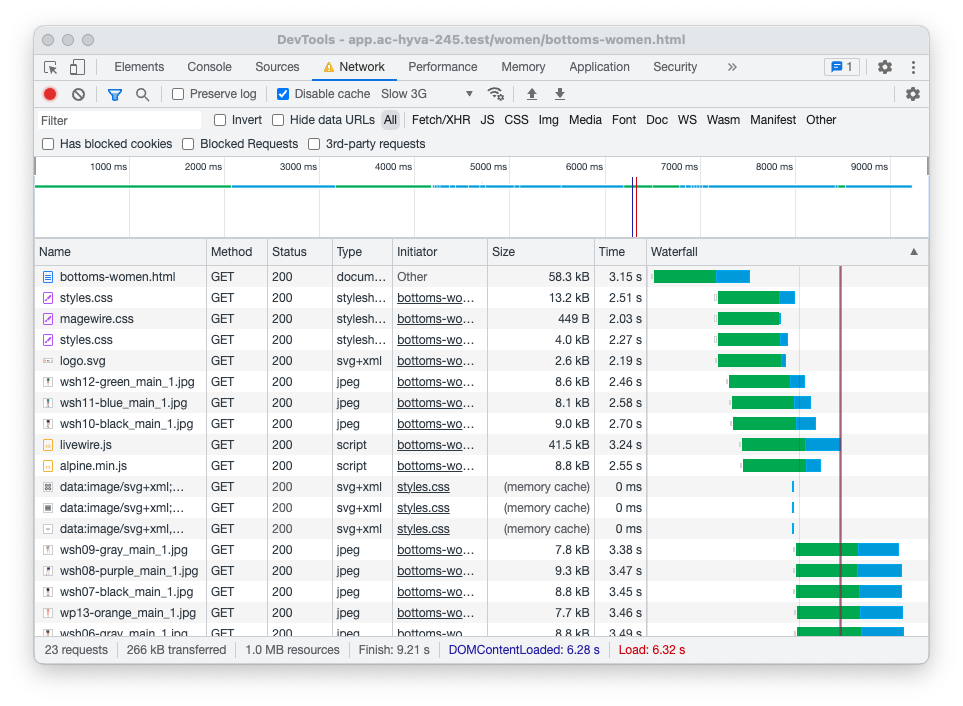 DevTools - app.ac-hyva-245.test/women/bottoms-women.html
Elements Console Sources Network Performance Memory Application Security » 1
Preserve log Disable cache Slow 3G
Filter Invert Hide data URLs All Fetch/XHR JS CSS Img Media Font Doc WS Wasm Manifest Other
Has blocked cookies Blocked Requests 3rd-party requests
1000 ms 2000 ms 3000 ms 4000 ms 5000 ms 6000 ms 7000 ms 8000 ms 9000 ms
Name Method Status Type Initiator Size Time Waterfall
bottoms-women.html GET 200 docum... Other 58.3 kB 3.15 s
styles.css GET 200 stylesh... bottoms-wo... 13.2 kB 2.51 s
magewire.css GET 200 stylesh... bottoms-wo... 449 B 2.03 s
styles.css GET 200 stylesh... bottoms-wo... 4.0 kB 2.27 s
logo.svg GET 200 svg+xml bottoms-wo... 2.6 kB 2.19 s
wsh12-green_main_1.jpg GET 200 jpeg bottoms-wo... 8.6 kB 2.46 s
wsh11-blue_main_1.jpg GET 200 jpeg bottoms-wo... 8.1 kB 2.58 s
wsh10-black_main_1.jpg GET 200 jpeg bottoms-wo... 9.0 kB 2.70 s
livewire.js GET 200 script bottoms-wo... 41.5 kB 3.24 s
alpine.min.js GET 200 script bottoms-wo... 8.8 kB 2.55 s
data:image/svg+xml;... GET 200 svg+xml styles.css (memory cache) 0 ms
data:image/svg+xml;... GET 200 svg+xml styles.css (memory cache) 0 ms
data:image/svg+xml,... GET 200 svg+xml styles.css (memory cache) 0 ms
wsh09-gray_main_1.jpg GET 200 jpeg bottoms-wo... 7.8 kB 3.38 s
wsh08-purple_main_1.jpg GET 200 jpeg bottoms-wo... 9.3 kB 3.47 s
wsh07-black_main_1.jpg GET 200 jpeg bottoms-wo... 8.8 kB 3.45 s
wp13-orange_main_1.jpg GET 200 jpeg bottoms-wo... 7.7 kB 3.46 s
wsh06-gray_main_1.jpg GET 200 jpeg bottoms-wo... 8.8 kB 3.49 s
23 requests 266 kB transferred 1.0 MB resources Finish: 9.21 s DOMContentLoaded: 6.28 s Load: 6.32 s